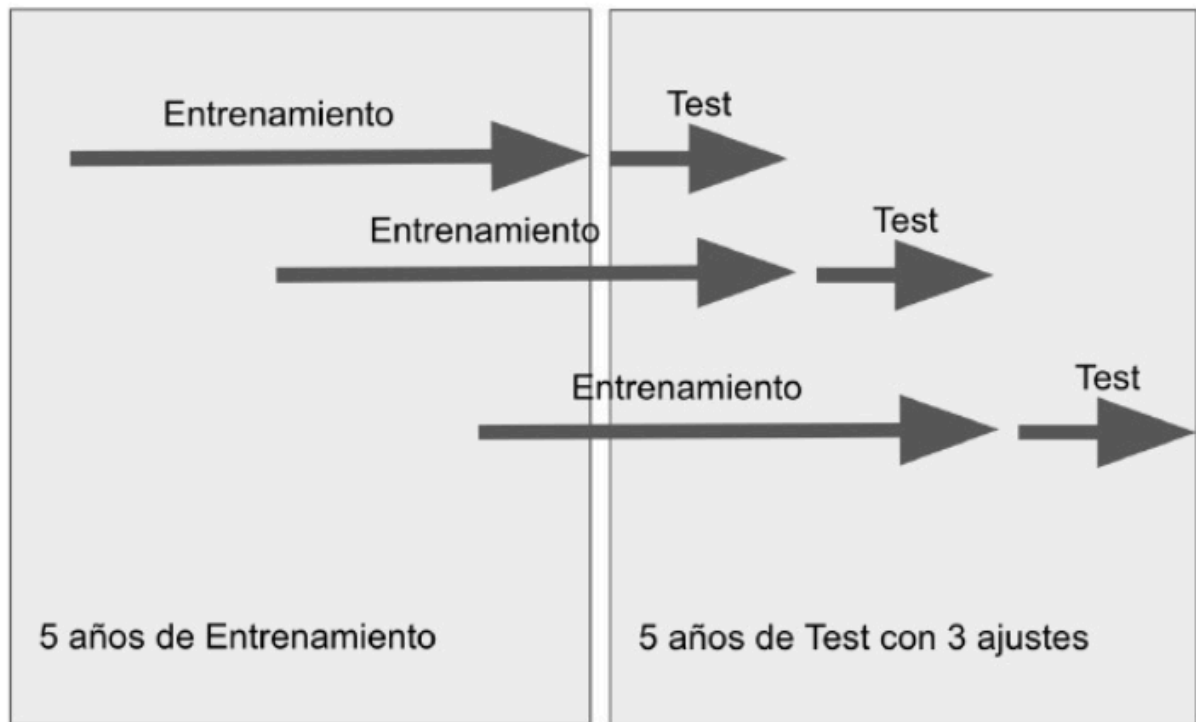 Entrenamiento
Test
Entrenamiento
Test
Entrenamiento
Test
5 años de Entrenamiento
5 años de Test con 3 ajustes